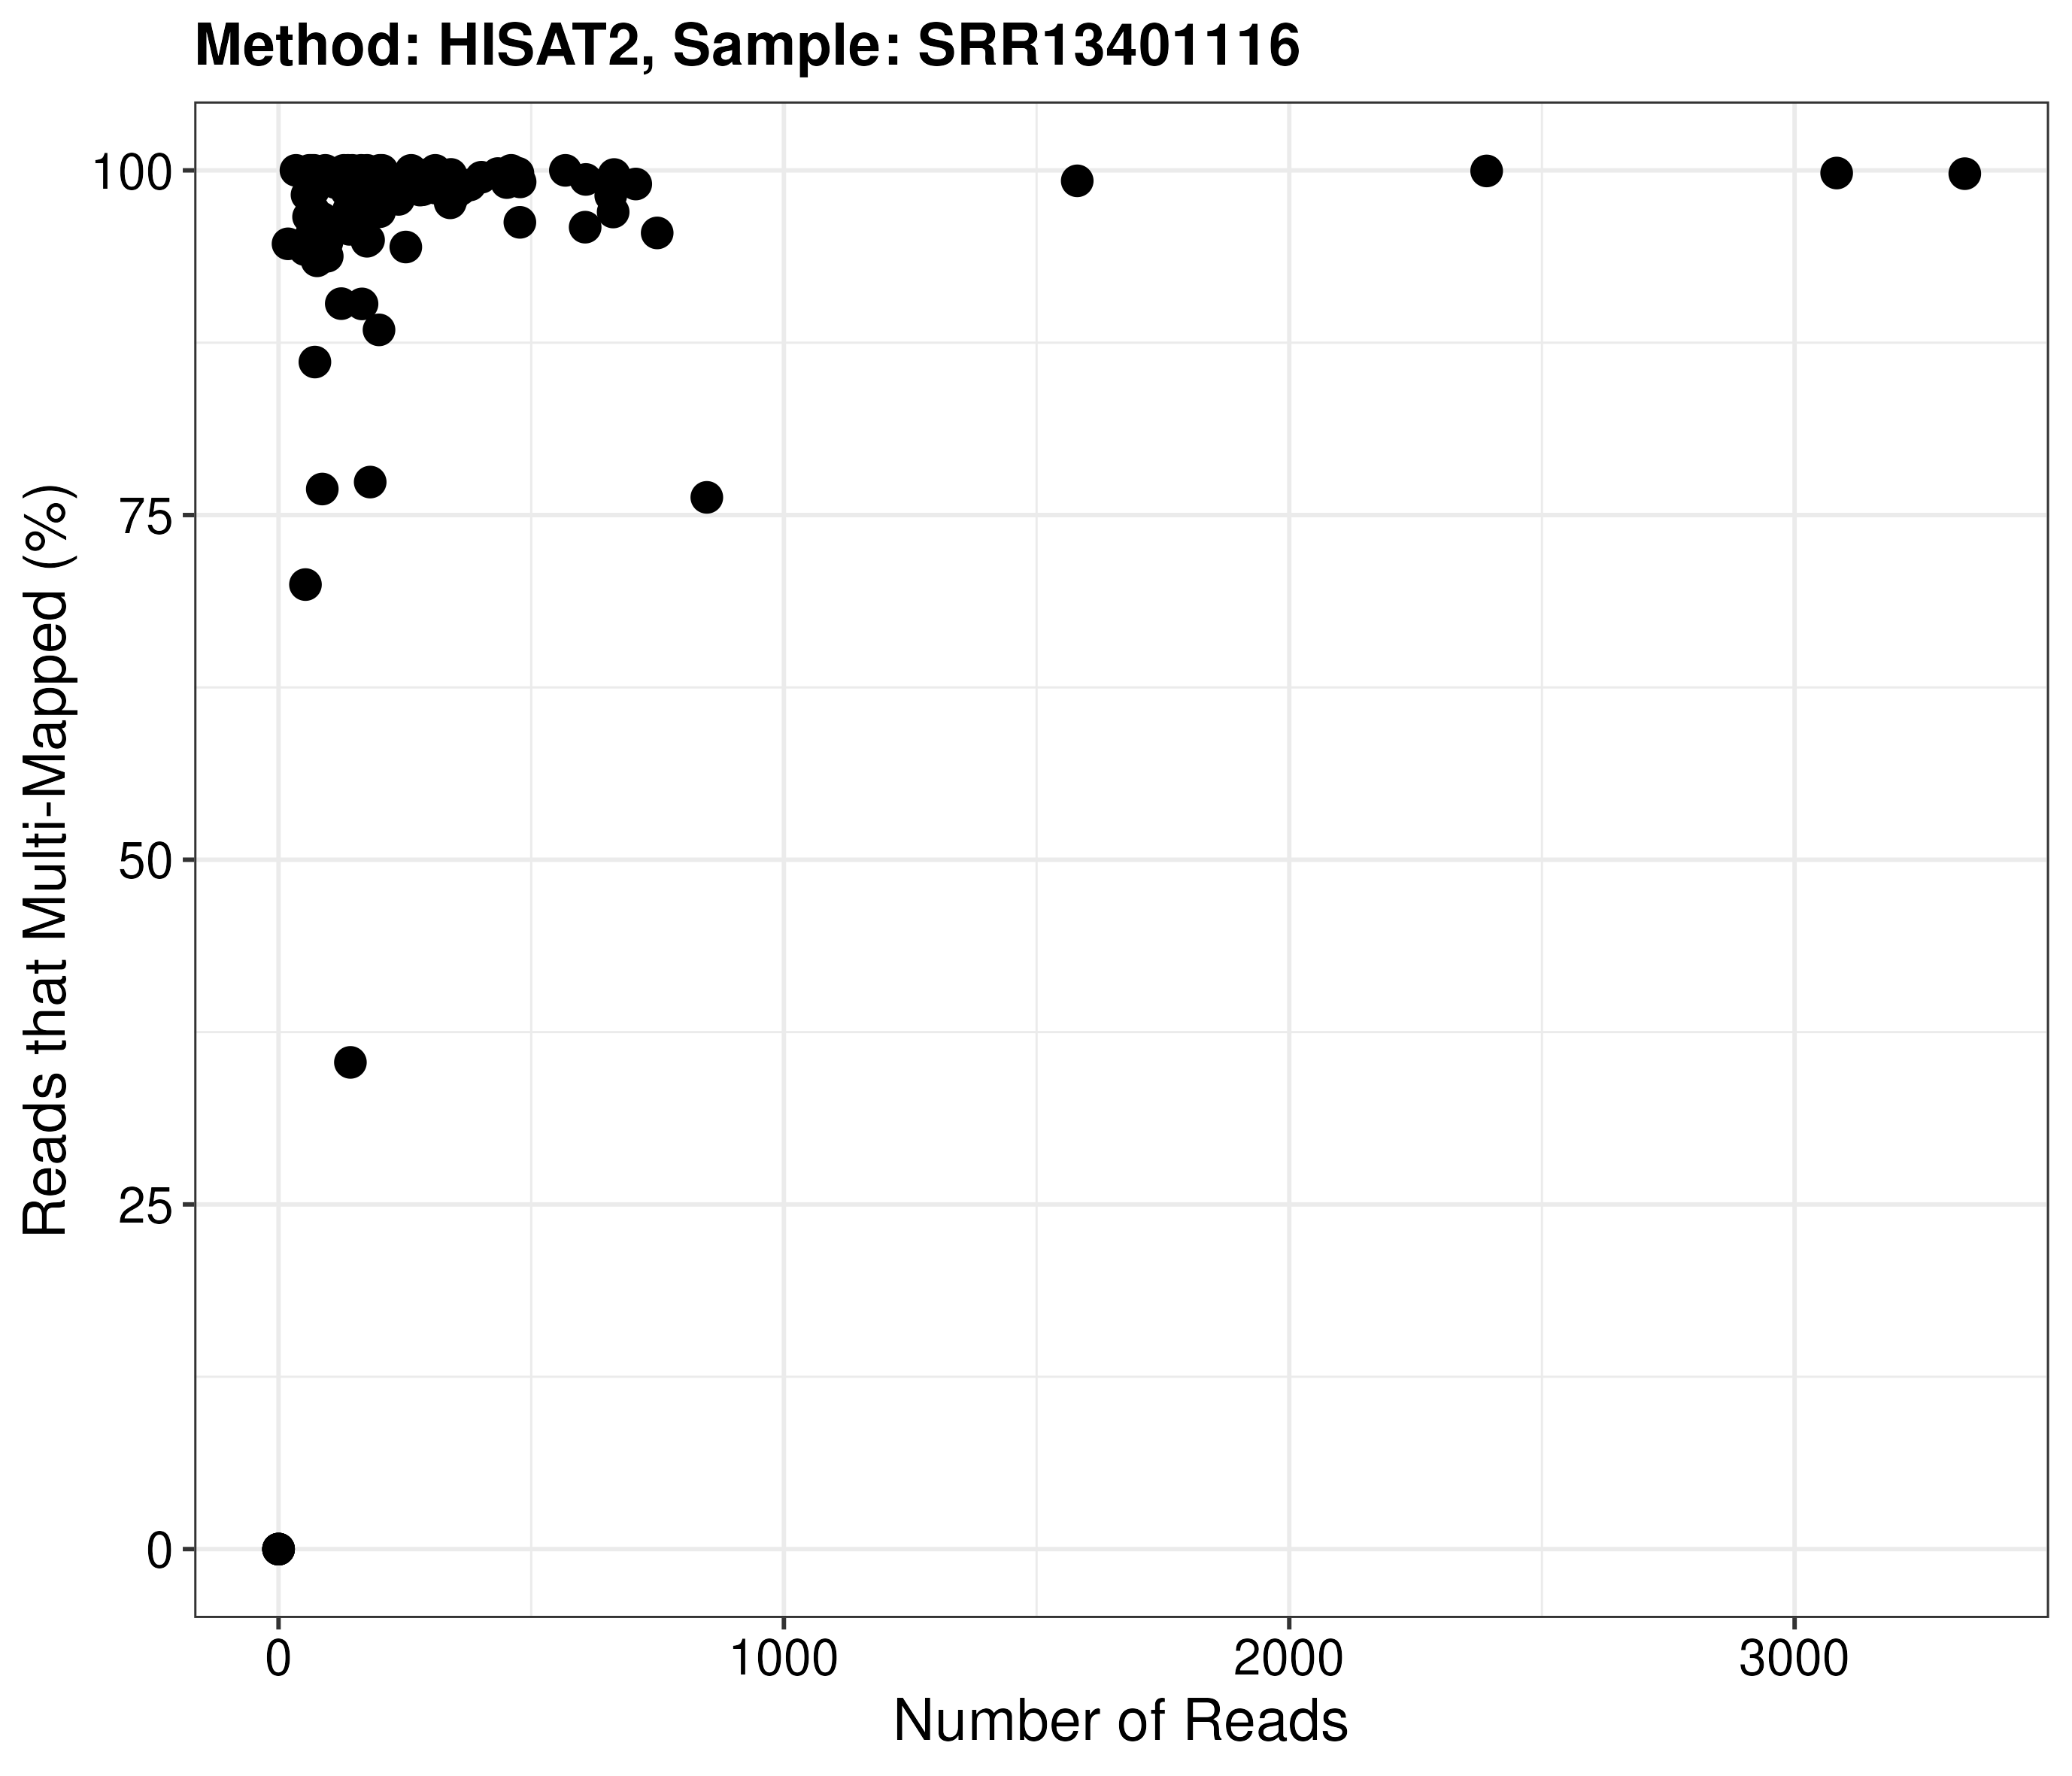 Method: HISAT2, Sample: SRR13401116
Reads that Multi-Mapped (%)
100
75
50
25
0
0 1000 2000 3000
Number of Reads